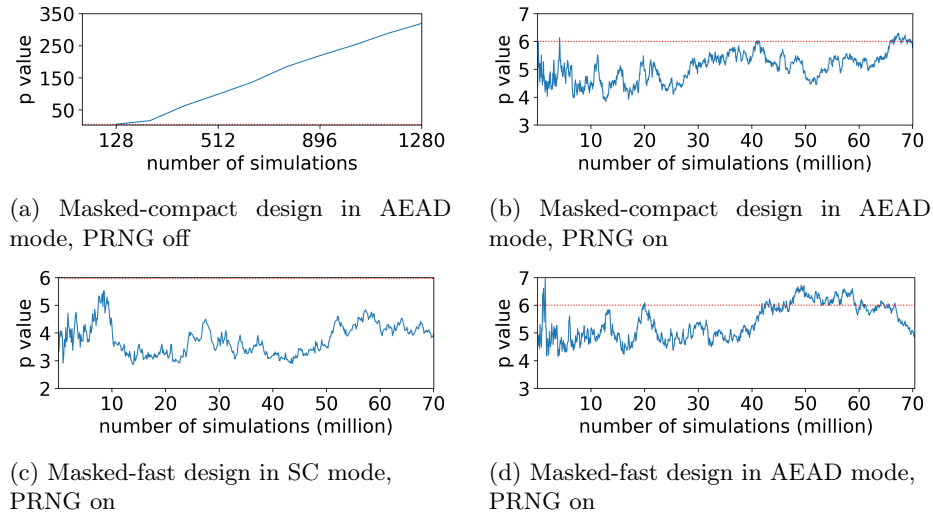 350
250
150
50
p value
128
512
896
1280
number of simulations
7
6
5
4
3
p value
10
20
30
40
50
60
70
number of simulations (million)
(a) Masked-compact design in AEAD
mode, PRNG off
(b) Masked-compact design in AEAD
mode, PRNG on
6
5
4
3
2
p value
10
20
30
40
50
60
70
number of simulations (million)
7
6
5
4
3
p value
10
20
30
40
50
60
70
number of simulations (million)
(c) Masked-fast design in SC mode,
PRNG on
(d) Masked-fast design in AEAD mode,
PRNG on